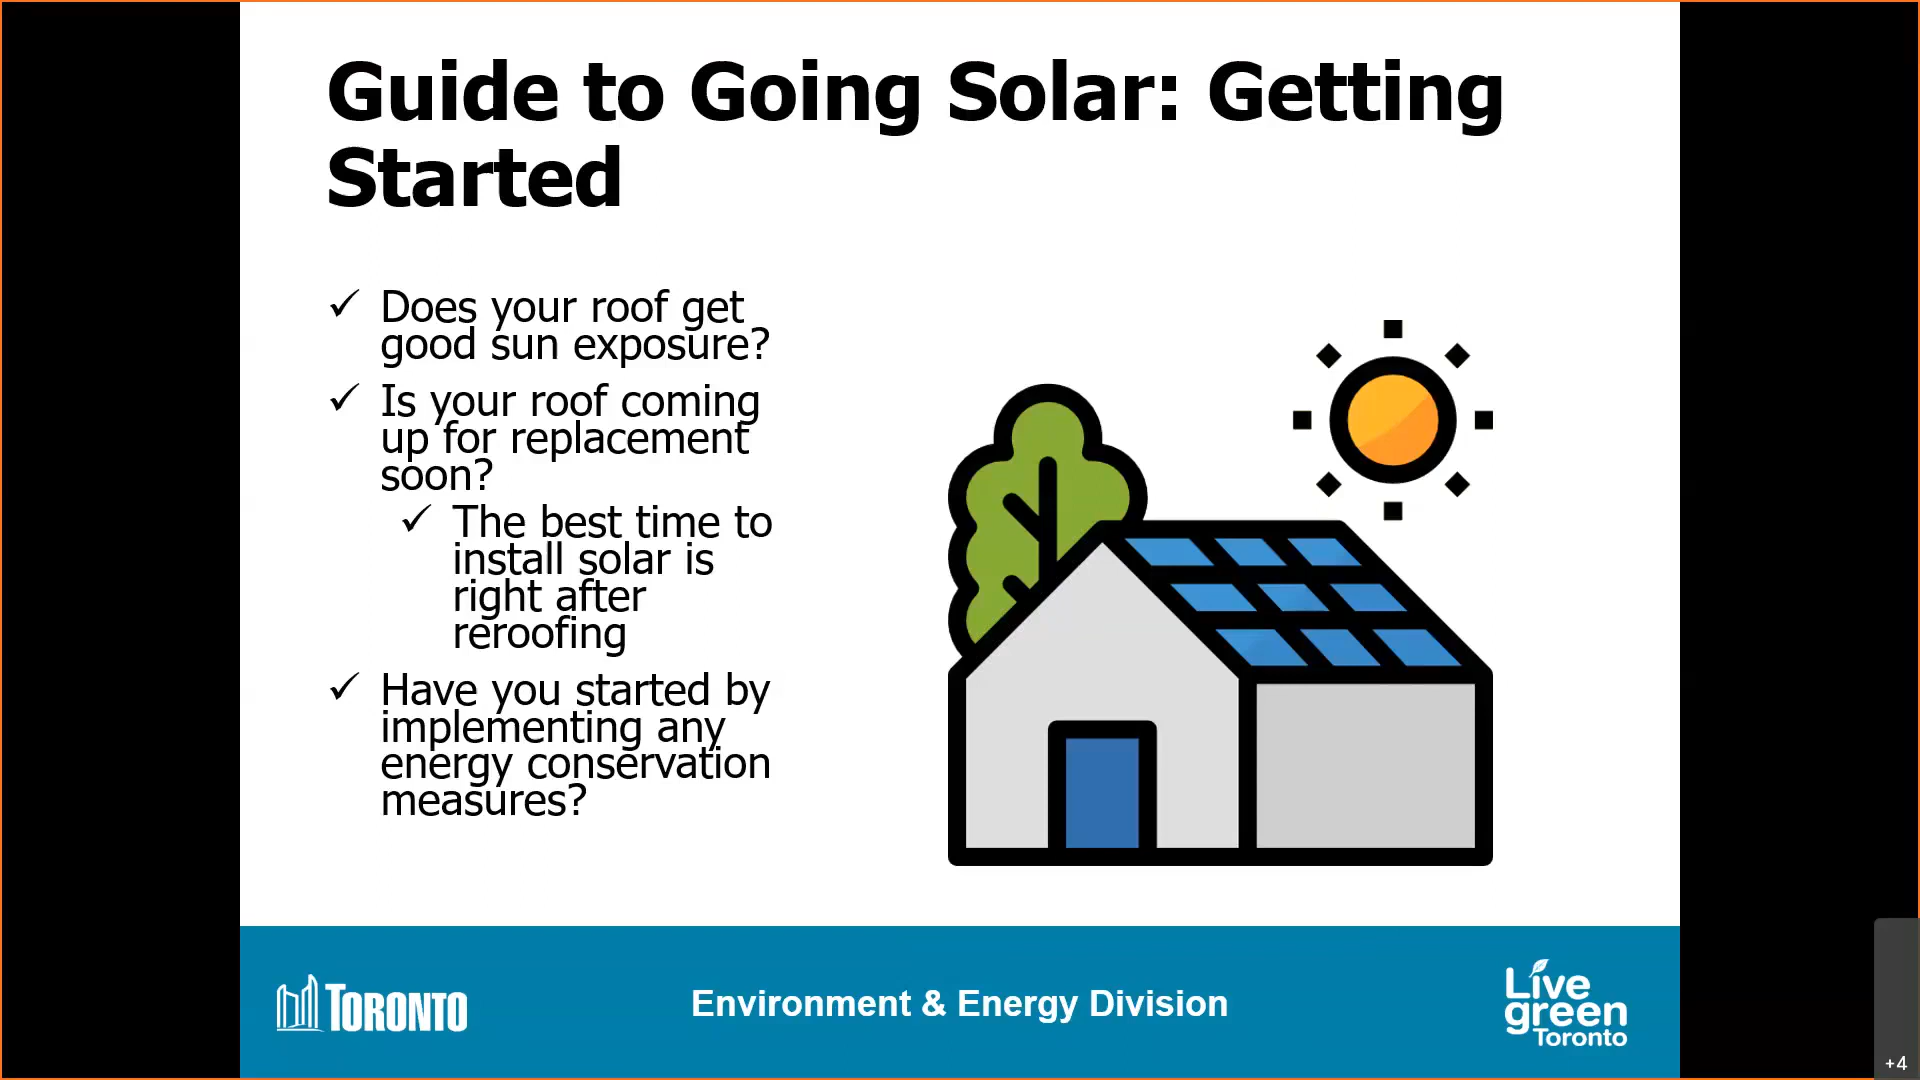 Guide to Going Solar: Getting
Started
✓ Does your roof get
good sun exposure?
✓ Is your roof coming
up for replacement
soon?
✓ The best time to
install solar is
right after
reroofing
✓ Have you started by
implementing any
energy conservation
measures?
TORONTO
Environment & Energy Division
Live
green
Toronto
+4